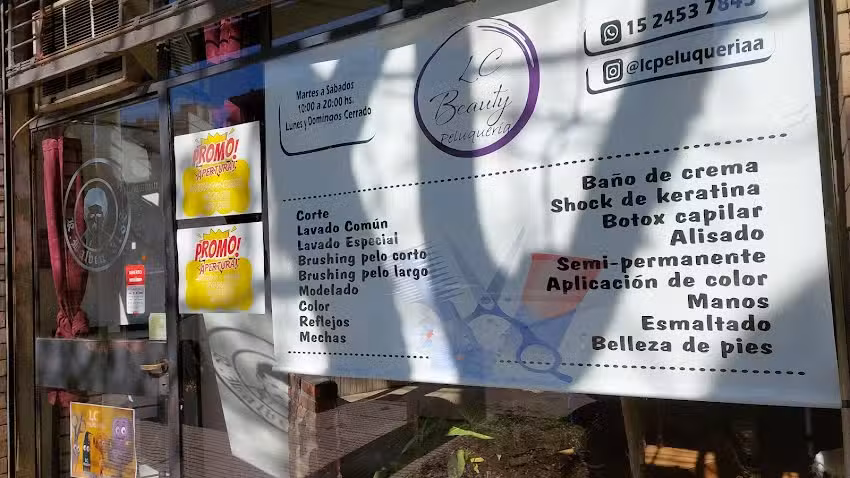 Martes a Sabados
10:00 a 20:00 hs.
Lunes y Domingos Cerrado
LC
Beauty
Peluqueria
15 2453 7845
@lcpeluqueriaa
Corte
Lavado Común
Lavado Especial
Brushing pelo corto
Brushing pelo largo
Modelado
Color
Reflejos
Mechas
Baño de crema
Shock de keratina
Botox capilar
Alisado
Semi-permanente
Aplicación de color
Manos
Esmaltado
Belleza de pies
PROMO!
APERTURA!
PROMO!
APERTURA!
LC